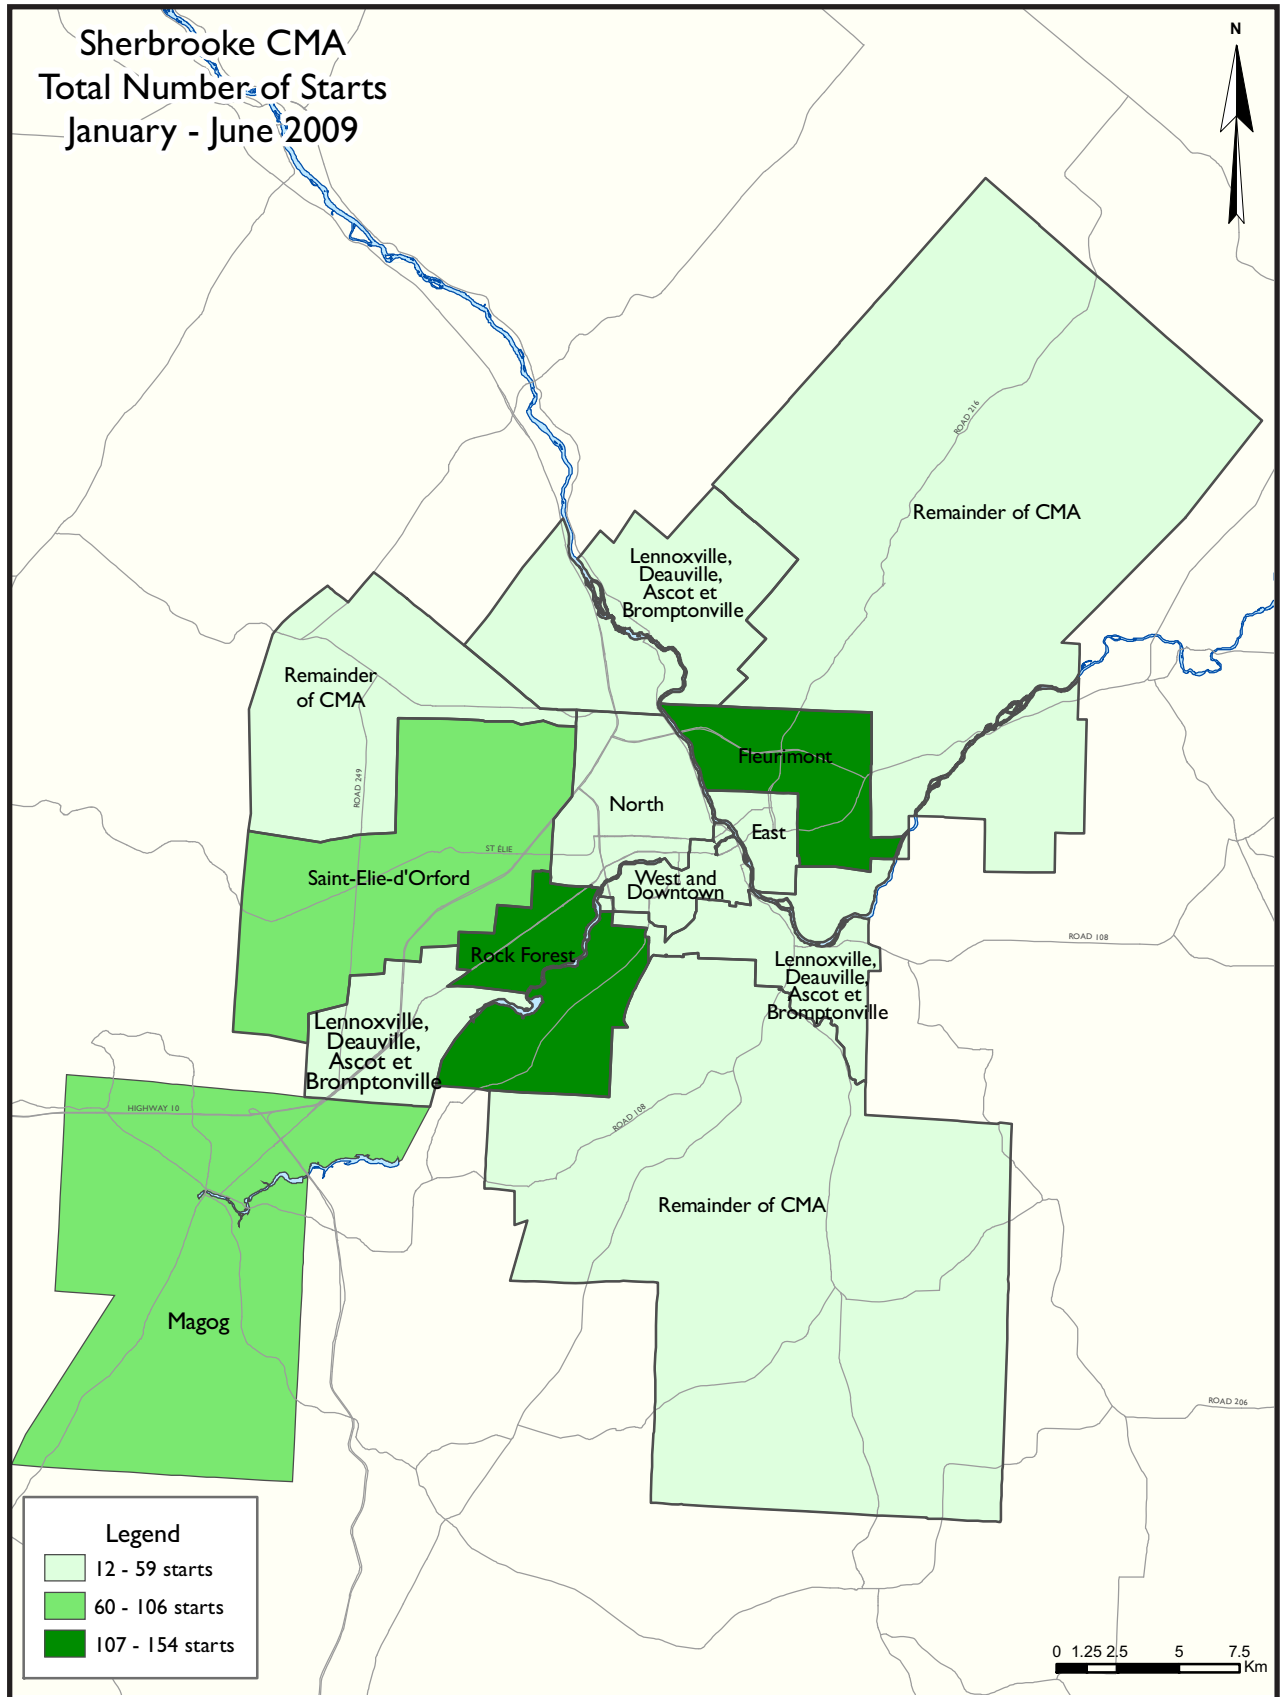 Sherbrooke CMA
Total Number of Starts
January - June 2009
N
ROAD 216
Remainder of CMA
Lennoxville,
Deauville,
Ascot et
Bromptonville
Remainder
of CMA
Fleurimont
ROAD 249
North
East
ST ÉLIE
Saint-Elie-d'Orford
West and
Downtown
ROAD 108
Rock Forest
Lennoxville,
Deauville,
Ascot et
Bromptonville
Lennoxville,
Deauville,
Ascot et
Bromptonville
HIGHWAY 10
ROAD 108
Remainder of CMA
Magog
ROAD 206
Legend
12 - 59 starts
60 - 106 starts
107 - 154 starts
0 1.25 2.5 5 7.5
Km